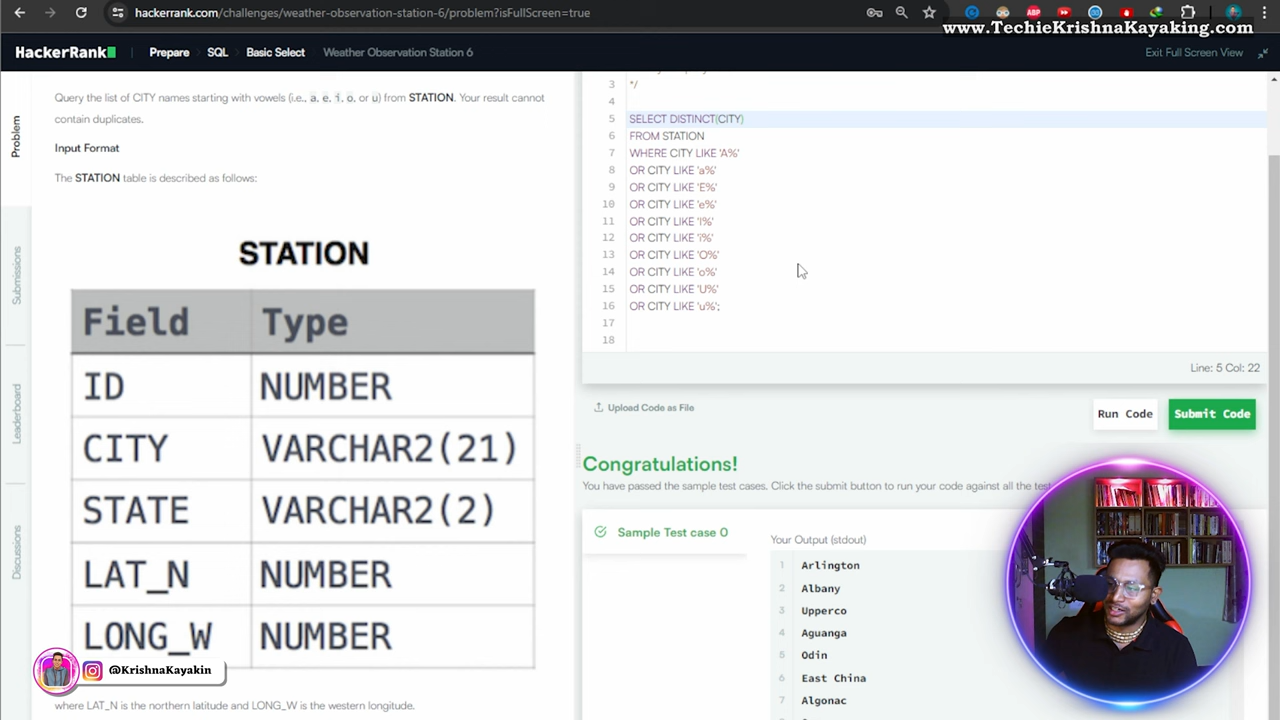 hackerrank.com/challenges/weather-observation-station-6/problem?isFullScreen=true
ABP
www.TechieKrishnaKayaking.com
HackerRank
Prepare
SQL
Basic Select
Weather Observation Station 6
Exit Full Screen View
Problem
Submissions
Leaderboard
Discussions
Query the list of CITY names starting with vowels (i.e., a, e, i, o, or u) from STATION. Your result cannot
contain duplicates.
Input Format
The STATION table is described as follows:
STATION
Field Type
ID NUMBER
CITY VARCHAR2(21)
STATE VARCHAR2(2)
LAT_N NUMBER
LONG_W NUMBER
@KrishnaKayakin
where LAT_N is the northern latitude and LONG_W is the western longitude.
3 */
4
5 SELECT DISTINCT(CITY)
6 FROM STATION
7 WHERE CITY LIKE 'A%'
8 OR CITY LIKE 'a%'
9 OR CITY LIKE 'E%'
10 OR CITY LIKE 'e%'
11 OR CITY LIKE 'I%'
12 OR CITY LIKE 'i%'
13 OR CITY LIKE 'O%'
14 OR CITY LIKE 'o%'
15 OR CITY LIKE 'U%'
16 OR CITY LIKE 'u%';
17
18
Line: 5 Col: 22
Upload Code as File
Run Code
Submit Code
Congratulations!
You have passed the sample test cases. Click the submit button to run your code against all the
Sample Test case 0
Your Output (stdout)
1 Arlington
2 Albany
3 Upperco
4 Aguanga
5 Odin
6 East China
7 Algonac